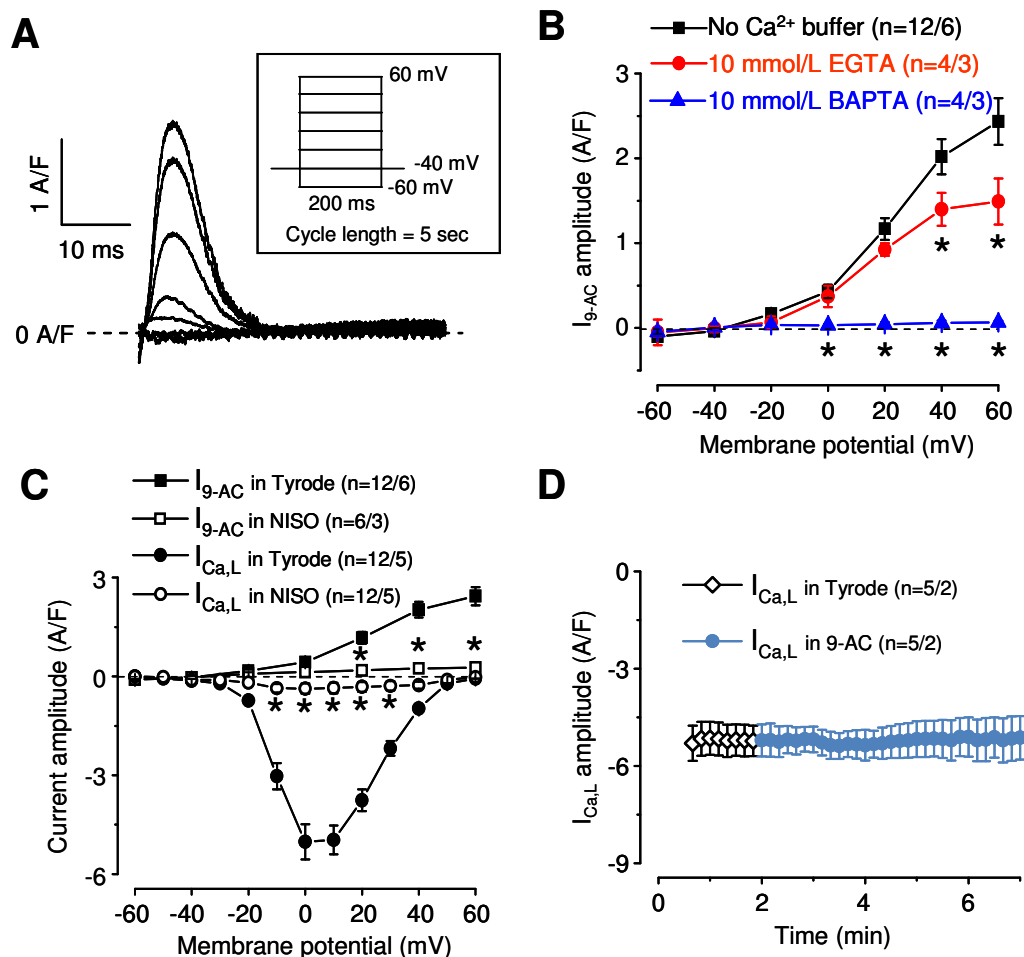 A
1 A/F
10 ms
0 A/F
60 mV
-40 mV
-60 mV
200 ms
Cycle length = 5 sec
B
No Ca²⁺ buffer (n=12/6)
10 mmol/L EGTA (n=4/3)
10 mmol/L BAPTA (n=4/3)
I9-AC amplitude (A/F)
3
2
1
0
* *
* * * *
-60 -40 -20 0 20 40 60
Membrane potential (mV)
C
I9-AC in Tyrode (n=12/6)
I9-AC in NISO (n=6/3)
ICa,L in Tyrode (n=12/5)
ICa,L in NISO (n=12/5)
Current amplitude (A/F)
3
0
-3
-6
* * *
* * * * *
-60 -40 -20 0 20 40 60
Membrane potential (mV)
D
ICa,L in Tyrode (n=5/2)
ICa,L in 9-AC (n=5/2)
ICa,L amplitude (A/F)
0
-3
-6
-9
0 2 4 6
Time (min)